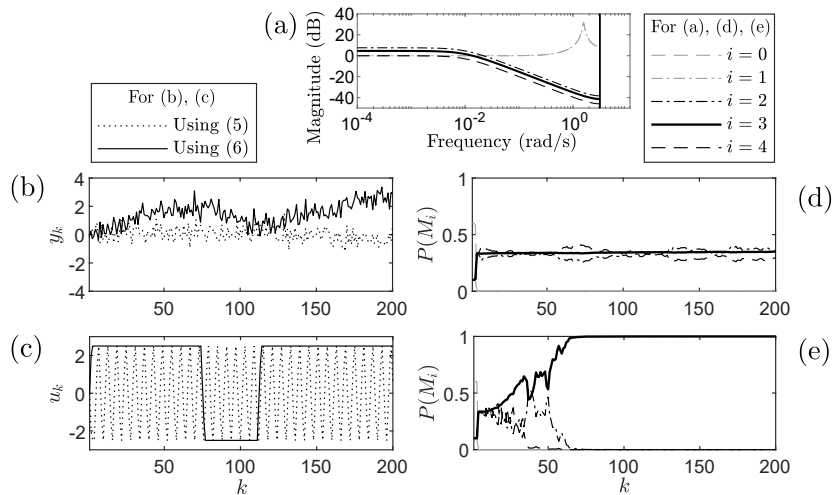 (a)
Magnitude (dB)
40
20
0
-20
-40
10^-4
10^-2
10^0
Frequency (rad/s)
For (a), (d), (e)
i = 0
i = 1
i = 2
i = 3
i = 4
For (b), (c)
Using (5)
Using (6)
(b)
y_k
4
2
0
-2
-4
50
100
150
200
(d)
P(M_i)
1
0.5
0
50
100
150
200
(c)
u_k
2
0
-2
50
100
150
200
k
(e)
P(M_i)
1
0.5
0
50
100
150
200
k